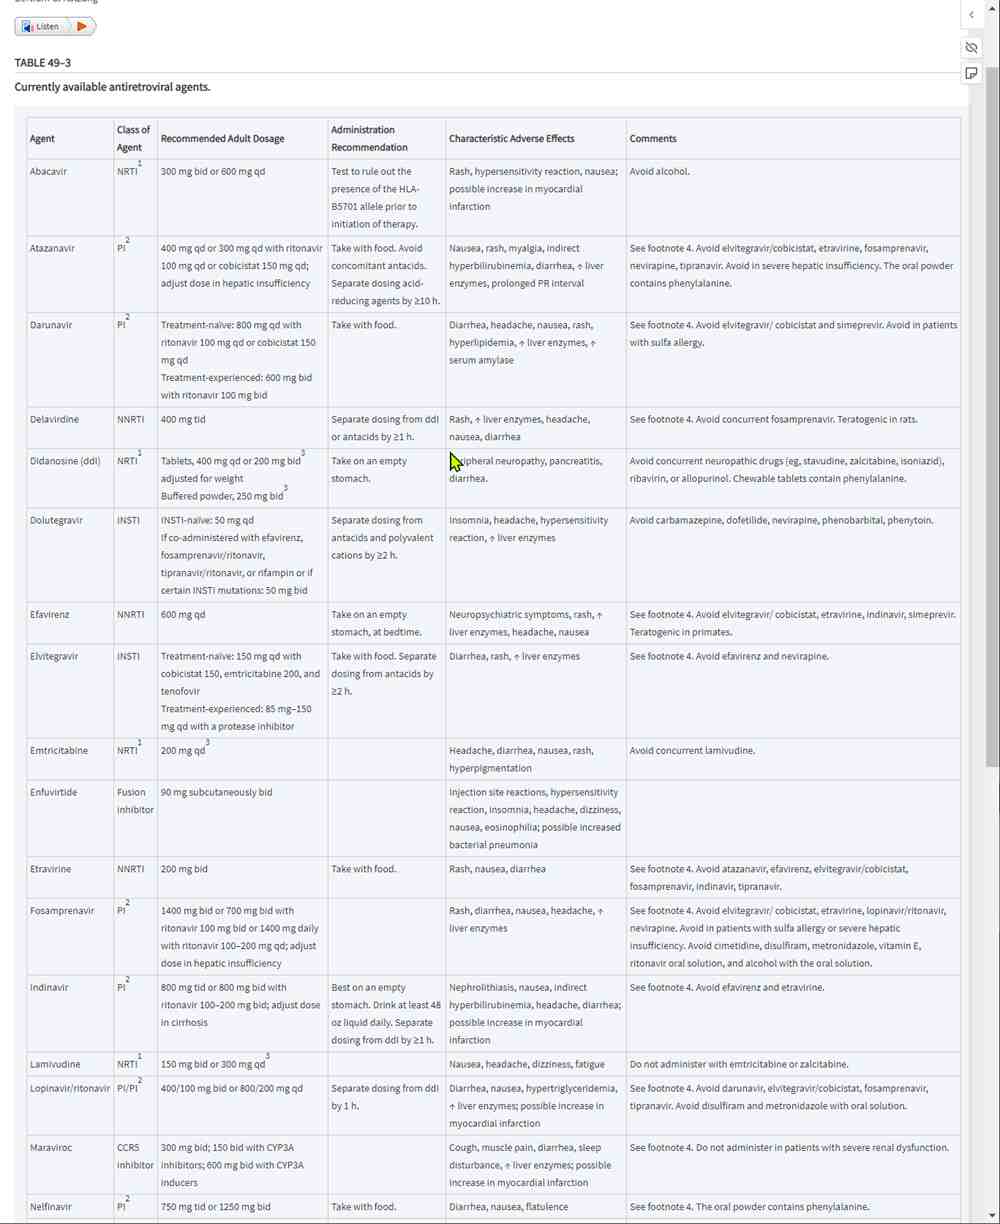 Listen
TABLE 49–3
Currently available antiretroviral agents.
Agent
Class of
Agent
Recommended Adult Dosage
Administration
Recommendation
Characteristic Adverse Effects
Comments
Abacavir
NRTI1
300 mg bid or 600 mg qd
Test to rule out the
presence of the HLA-
B5701 allele prior to
initiation of therapy.
Rash, hypersensitivity reaction, nausea;
possible increase in myocardial
infarction
Avoid alcohol.
Atazanavir
PI2
400 mg qd or 300 mg qd with ritonavir
100 mg qd or cobicistat 150 mg qd;
adjust dose in hepatic insufficiency
Take with food. Avoid
concomitant antacids.
Separate dosing acid-
reducing agents by ≥10 h.
Nausea, rash, myalgia, indirect
hyperbilirubinemia, diarrhea, ↑ liver
enzymes, prolonged PR interval
See footnote 4. Avoid elvitegravir/cobicistat, etravirine, fosamprenavir,
nevirapine, tipranavir. Avoid in severe hepatic insufficiency. The oral powder
contains phenylalanine.
Darunavir
PI2
Treatment-naïve: 800 mg qd with
ritonavir 100 mg qd or cobicistat 150
mg qd
Treatment-experienced: 600 mg bid
with ritonavir 100 mg bid
Take with food.
Diarrhea, headache, nausea, rash,
hyperlipidemia, ↑ liver enzymes, ↑
serum amylase
See footnote 4. Avoid elvitegravir/ cobicistat and simeprevir. Avoid in patients
with sulfa allergy.
Delavirdine
NNRTI
400 mg tid
Separate dosing from ddI
or antacids by ≥1 h.
Rash, ↑ liver enzymes, headache,
nausea, diarrhea
See footnote 4. Avoid concurrent fosamprenavir. Teratogenic in rats.
Didanosine (ddI)
NRTI1
Tablets, 400 mg qd or 200 mg bid3
adjusted for weight
Buffered powder, 250 mg bid3
Take on an empty
stomach.
pancreatitis,
diarrhea.
Avoid concurrent neuropathic drugs (eg, stavudine, zalcitabine, isoniazid),
ribavirin, or allopurinol. Chewable tablets contain phenylalanine.
Dolutegravir
INSTI
INSTI-naïve: 50 mg qd
If co-administered with efavirenz,
fosamprenavir/ritonavir,
tipranavir/ritonavir, or rifampin or if
certain INSTI mutations: 50 mg bid
Separate dosing from
antacids and polyvalent
cations by ≥2 h.
Insomnia, headache, hypersensitivity
reaction, ↑ liver enzymes
Avoid carbamazepine, dofetilide, nevirapine, phenobarbital, phenytoin.
Efavirenz
NNRTI
600 mg qd
Take on an empty
stomach, at bedtime.
Neuropsychiatric symptoms, rash, ↑
liver enzymes, headache, nausea
See footnote 4. Avoid elvitegravir/ cobicistat, etravirine, indinavir, simeprevir.
Teratogenic in primates.
Elvitegravir
INSTI
Treatment-naïve: 150 mg qd with
cobicistat 150, emtricitabine 200, and
tenofovir
Treatment-experienced: 85 mg–150
mg qd with a protease inhibitor
Take with food. Separate
dosing from antacids by
≥2 h.
Diarrhea, rash, ↑ liver enzymes
See footnote 4. Avoid efavirenz and nevirapine.
Emtricitabine
NRTI1
200 mg qd3
Headache, diarrhea, nausea, rash,
hyperpigmentation
Avoid concurrent lamivudine.
Enfuvirtide
Fusion
inhibitor
90 mg subcutaneously bid
Injection site reactions, hypersensitivity
reaction, insomnia, headache, dizziness,
nausea, eosinophilia; possible increased
bacterial pneumonia
Etravirine
NNRTI
200 mg bid
Take with food.
Rash, nausea, diarrhea
See footnote 4. Avoid atazanavir, efavirenz, elvitegravir/cobicistat,
fosamprenavir, indinavir, tipranavir.
Fosamprenavir
PI2
1400 mg bid or 700 mg bid with
ritonavir 100 mg bid or 1400 mg daily
with ritonavir 100–200 mg qd; adjust
dose in hepatic insufficiency
Rash, diarrhea, nausea, headache, ↑
liver enzymes
See footnote 4. Avoid elvitegravir/ cobicistat, etravirine, lopinavir/ritonavir,
nevirapine. Avoid in patients with sulfa allergy or severe hepatic
insufficiency. Avoid cimetidine, disulfiram, metronidazole, vitamin E,
ritonavir oral solution, and alcohol with the oral solution.
Indinavir
PI2
800 mg tid or 800 mg bid with
ritonavir 100–200 mg bid; adjust dose
in cirrhosis
Best on an empty
stomach. Drink at least 48
oz liquid daily. Separate
dosing from ddI by ≥1 h.
Nephrolithiasis, nausea, indirect
hyperbilirubinemia, headache, diarrhea;
possible increase in myocardial
infarction
See footnote 4. Avoid efavirenz and etravirine.
Lamivudine
NRTI1
150 mg bid or 300 mg qd3
Nausea, headache, dizziness, fatigue
Do not administer with emtricitabine or zalcitabine.
Lopinavir/ritonavir
PI/PI2
400/100 mg bid or 800/200 mg qd
Separate dosing from ddI
by 1 h.
Diarrhea, nausea, hypertriglyceridemia,
↑ liver enzymes; possible increase in
myocardial infarction
See footnote 4. Avoid darunavir, elvitegravir/cobicistat, fosamprenavir,
tipranavir. Avoid disulfiram and metronidazole with oral solution.
Maraviroc
CCR5
inhibitor
300 mg bid; 150 bid with CYP3A
inhibitors; 600 mg bid with CYP3A
inducers
Cough, muscle pain, diarrhea, sleep
disturbance, ↑ liver enzymes; possible
increase in myocardial infarction
See footnote 4. Do not administer in patients with severe renal dysfunction.
Nelfinavir
PI2
750 mg tid or 1250 mg bid
Take with food.
Diarrhea, nausea, flatulence
See footnote 4. The oral powder contains phenylalanine.